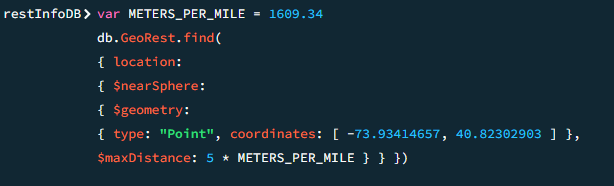 restInfoDB> var METERS_PER_MILE = 1609.34
db.GeoRest.find(
{ location:
{ $nearSphere:
{ $geometry:
{ type: "Point", coordinates: [ -73.93414657, 40.82302903 ] },
$maxDistance: 5 * METERS_PER_MILE } } })